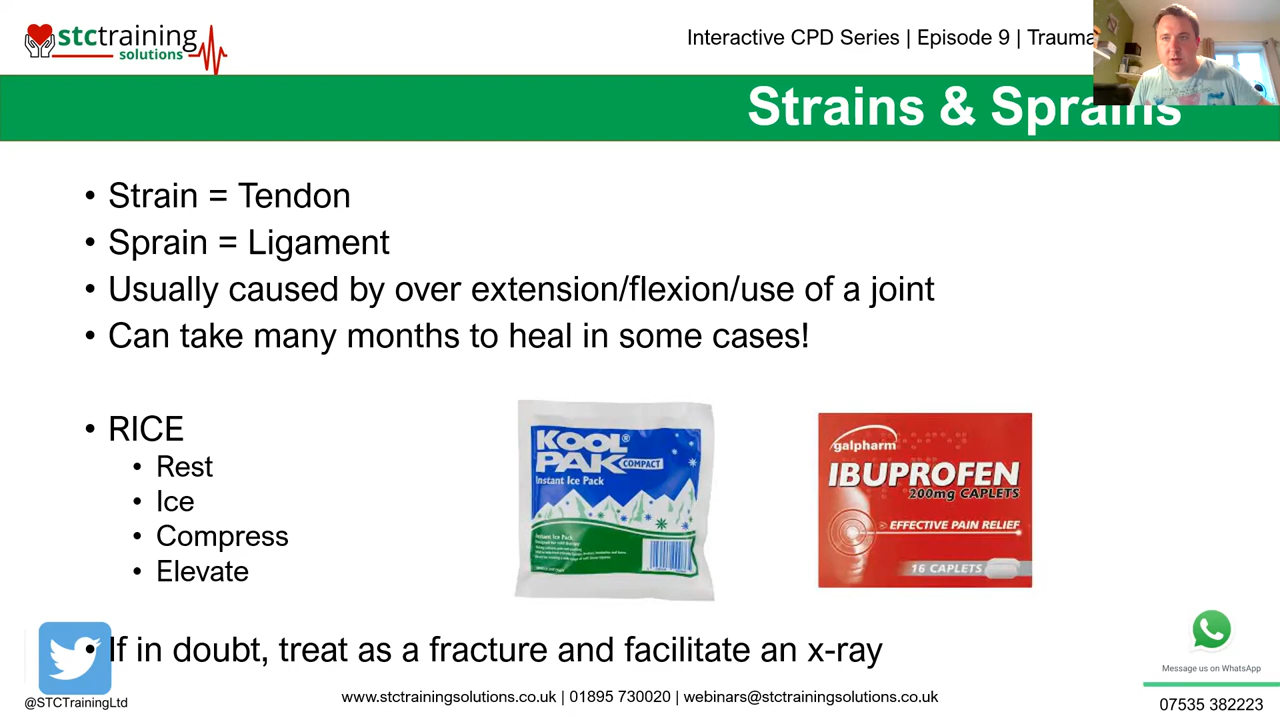 stctraining
solutions
Interactive CPD Series | Episode 9 | Trauma
Strains & Sprains
• Strain = Tendon
• Sprain = Ligament
• Usually caused by over extension/flexion/use of a joint
• Can take many months to heal in some cases!
• RICE
• Rest
• Ice
• Compress
• Elevate
KOOL®
PAK COMPACT
Instant Ice Pack
Instant Ice Pack
galpharm
IBUPROFEN
200mg CAPLETS
EFFECTIVE PAIN RELIEF
16 CAPLETS
• If in doubt, treat as a fracture and facilitate an x-ray
Message us on WhatsApp
@STCTrainingLtd
www.stctrainingsolutions.co.uk | 01895 730020 | webinars@stctrainingsolutions.co.uk
07535 382223